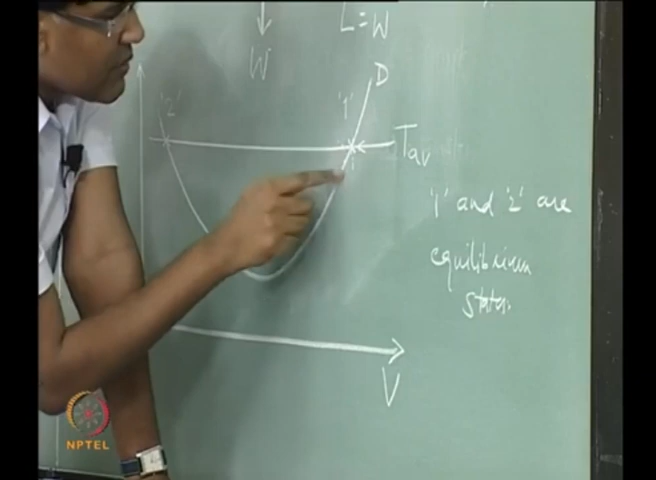 L=W
W
D
'2'
'1'
Tav
'1' and '2' are
equilibrium
states.
V
NPTEL